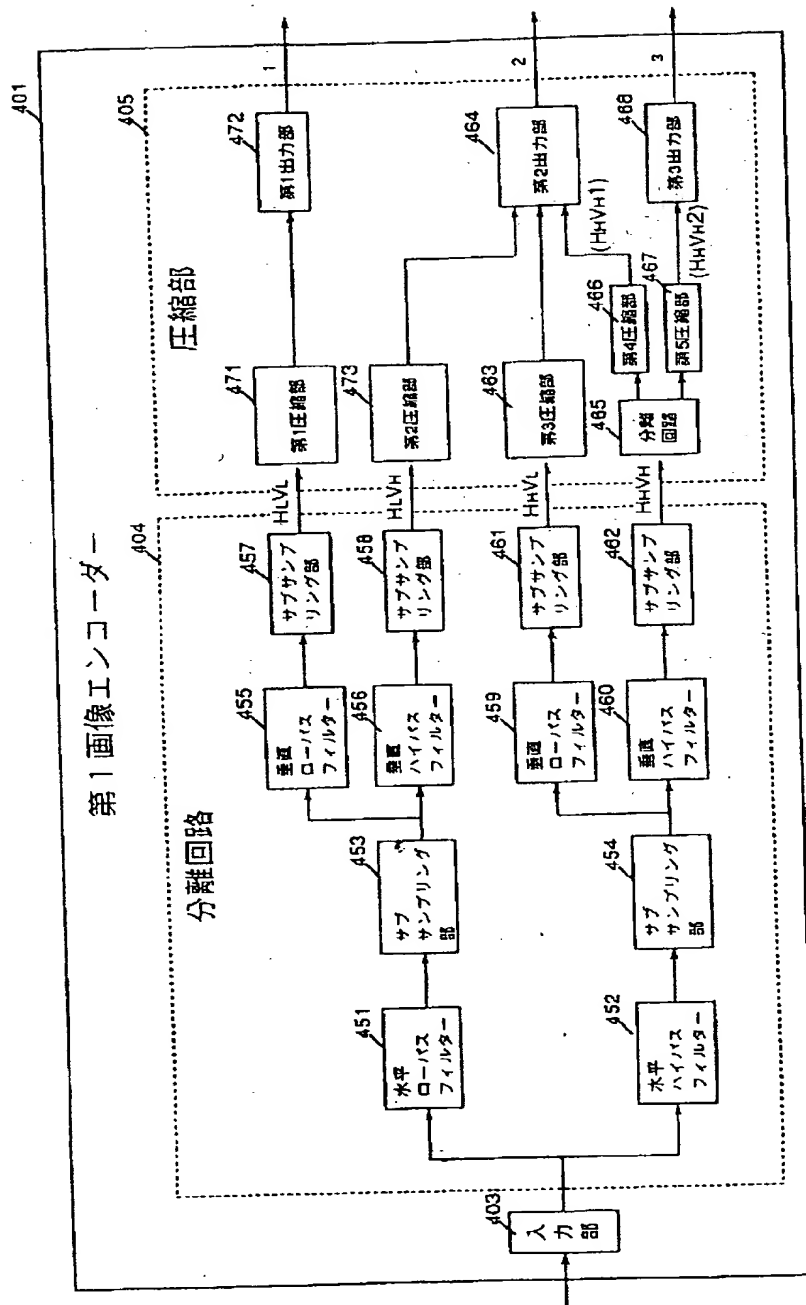 401
第1画像エンコーダー
404
分離回路
405
圧縮部
403
入
力
部
451
水平
ローパス
フィルター
452
水平
ハイパス
フィルター
453
サブ
サンプリング
部
454
サブ
サンプリング
部
455
垂直
ローパス
フィルター
456
垂直
ハイパス
フィルター
459
垂直
ローパス
フィルター
460
垂直
ハイパス
フィルター
457
サブサンプ
リング部
458
サブサンプ
リング部
461
サブサンプ
リング部
462
サブサンプ
リング部
HLVL
HLVH
HHVL
HHVH
471
第1圧縮部
473
第2圧縮部
463
第3圧縮部
465
分離
回路
466
第4圧縮部
467
第5圧縮部
(HHVH1)
(HHVH2)
472
第1出力部
464
第2出力部
468
第3出力部
1
2
3